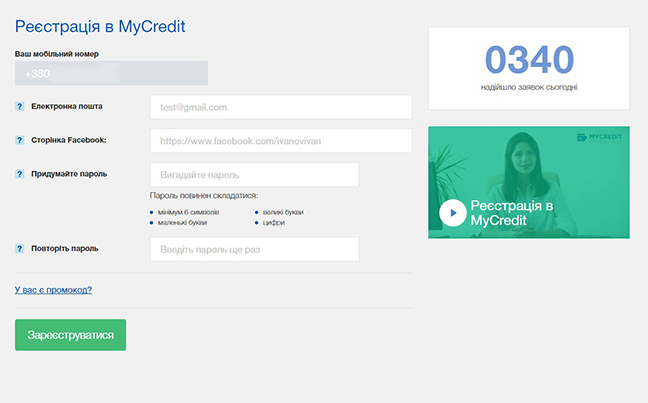 Реєстрація в MyCredit
Ваш мобільний номер
+380
? Електронна пошта
test@gmail.com
? Сторінка Facebook:
https://www.facebook.com/ivanovivan
? Придумайте пароль
Вигадайте пароль
Пароль повинен складатися:
мінімум 6 символів
великі букви
маленькі букви
цифри
? Повторіть пароль
Введіть пароль ще раз
У вас є промокод?
Зареєструватися
0340
надійшло заявок сьогодні
MYCREDIT
Реєстрація в
MyCredit